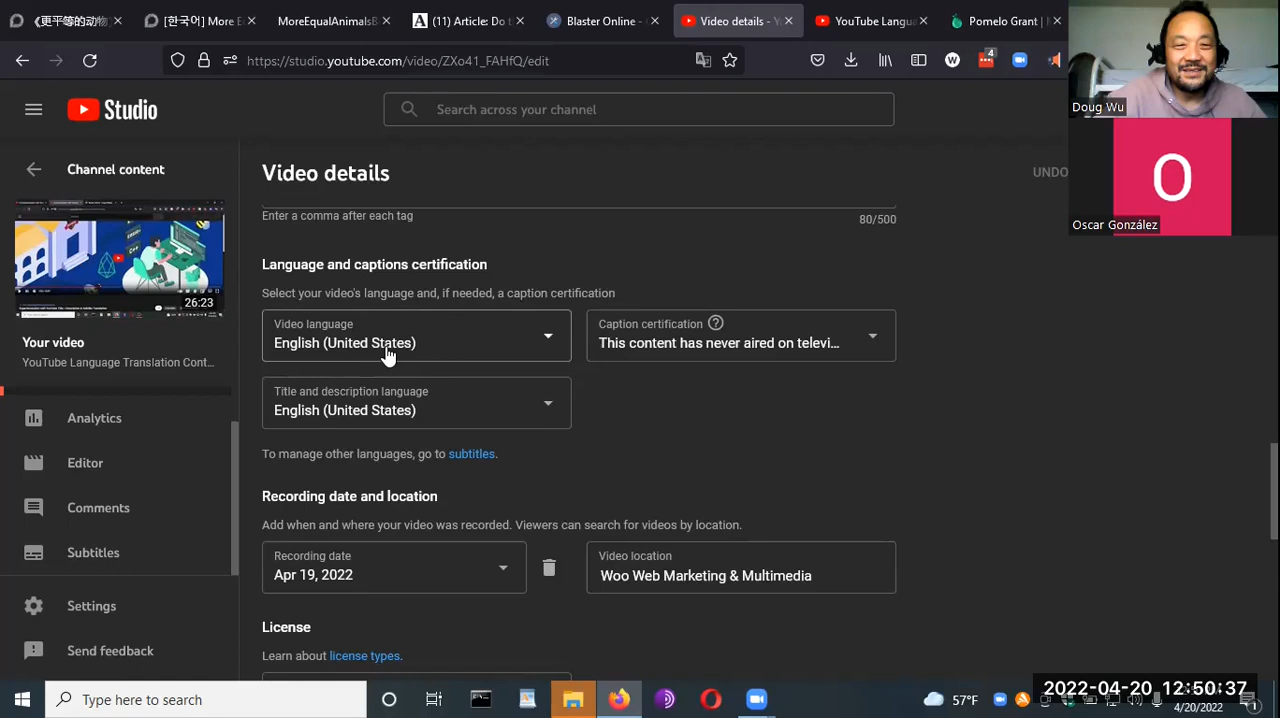 《更平等的动物
[한국어] More E
MoreEqualAnimalsB
(11) Article: Do t
Blaster Online -
Video details - Y
YouTube Langua
Pomelo Grant |
https://studio.youtube.com/video/ZXo41_FAHFQ/edit
W
4
Doug Wu
Studio
Search across your channel
Channel content
Video details
UNDO
O
Oscar González
Enter a comma after each tag
80/500
26:23
Your video
YouTube Language Translation Cont...
Analytics
Editor
Comments
Subtitles
Settings
Send feedback
Language and captions certification
Select your video's language and, if needed, a caption certification
Video language
English (United States)
Caption certification
This content has never aired on televi...
Title and description language
English (United States)
To manage other languages, go to subtitles.
Recording date and location
Add when and where your video was recorded. Viewers can search for videos by location.
Recording date
Apr 19, 2022
Video location
Woo Web Marketing & Multimedia
License
Learn about license types.
Type here to search
57°F
2022-04-20 12:50:37
4/20/2022
1